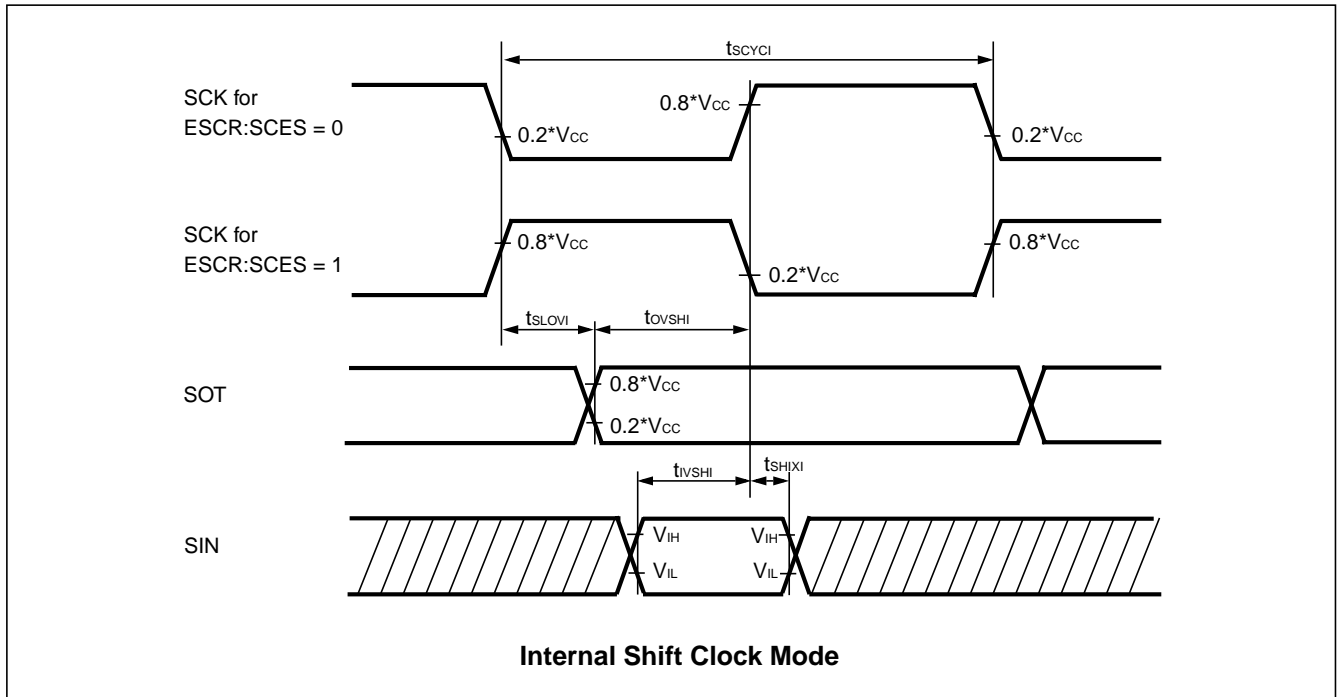 tSCYCI
SCK for
ESCR:SCES = 0
0.8*VCC
0.2*VCC
0.2*VCC
SCK for
ESCR:SCES = 1
0.8*VCC
0.8*VCC
0.2*VCC
tSLOVI
tOVSHI
SOT
0.8*VCC
0.2*VCC
tIVSHI
tSHIXI
SIN
VIH
VIH
VIL
VIL
Internal Shift Clock Mode